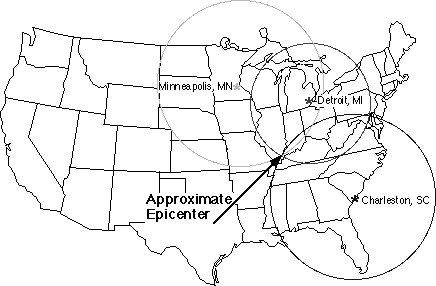 Minneapolis, MN
Detroit, MI
Approximate
Epicenter
Charleston, SC